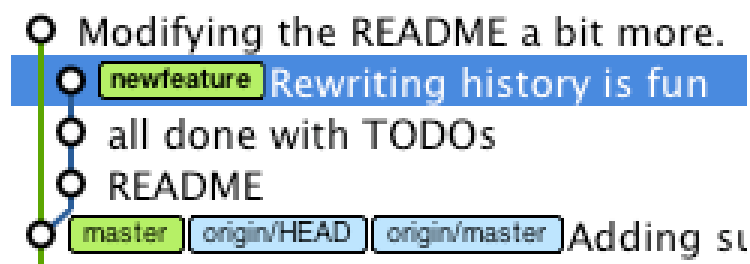 Modifying the README a bit more.
newfeature Rewriting history is fun
all done with TODOs
README
master origin/HEAD origin/master Adding